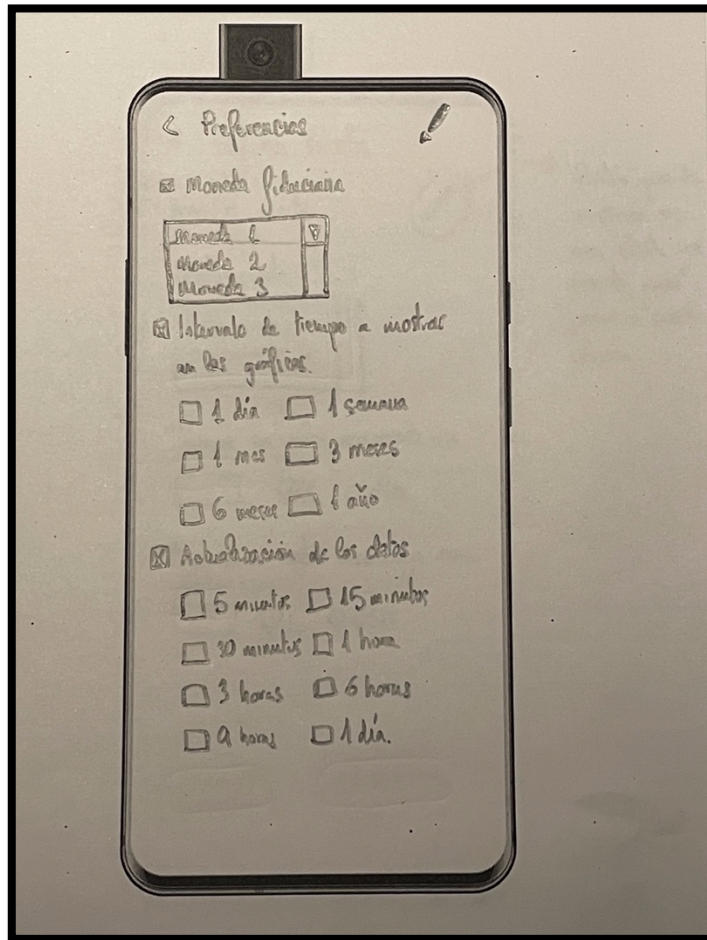 < Preferencias
Moneda fiduciaria
Moneda 1
Moneda 2
Moneda 3
Intervalo de tiempo a mostrar
en las gráficas.
1 día 1 semana
1 mes 3 meses
6 meses 1 año
Actualización de los datos
5 minutos 15 minutos
30 minutos 1 hora
3 horas 6 horas
9 horas 1 día.